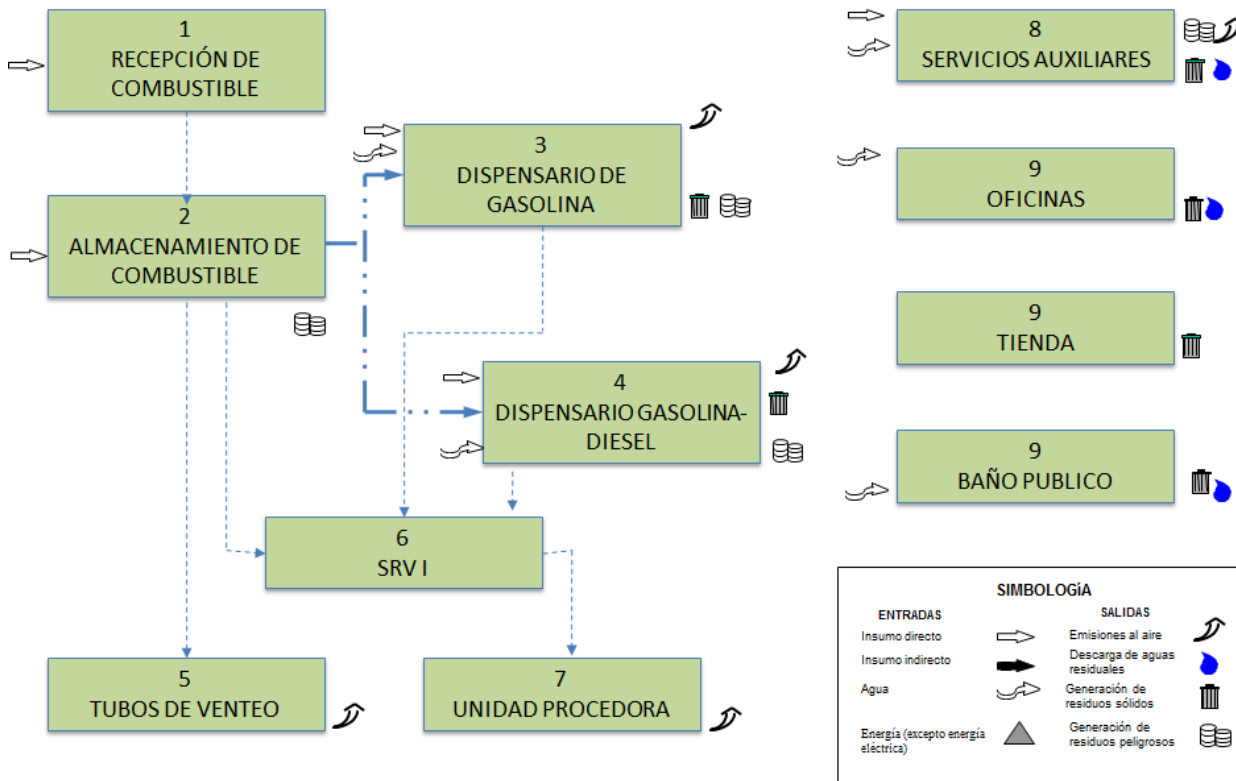 1
RECEPCIÓN DE
COMBUSTIBLE
2
ALMACENAMIENTO DE
COMBUSTIBLE
3
DISPENSARIO DE
GASOLINA
4
DISPENSARIO GASOLINA-
DIESEL
6
SRV I
5
TUBOS DE VENTEO
7
UNIDAD PROCEDORA
8
SERVICIOS AUXILIARES
9
OFICINAS
9
TIENDA
9
BAÑO PUBLICO
SIMBOLOGíA
ENTRADAS
SALIDAS
Insumo directo
Emisiones al aire
Insumo indirecto
Descarga de aguas
residuales
Agua
Generación de
residuos sólidos
Energía (excepto energía
eléctrica)
Generación de
residuos peligrosos